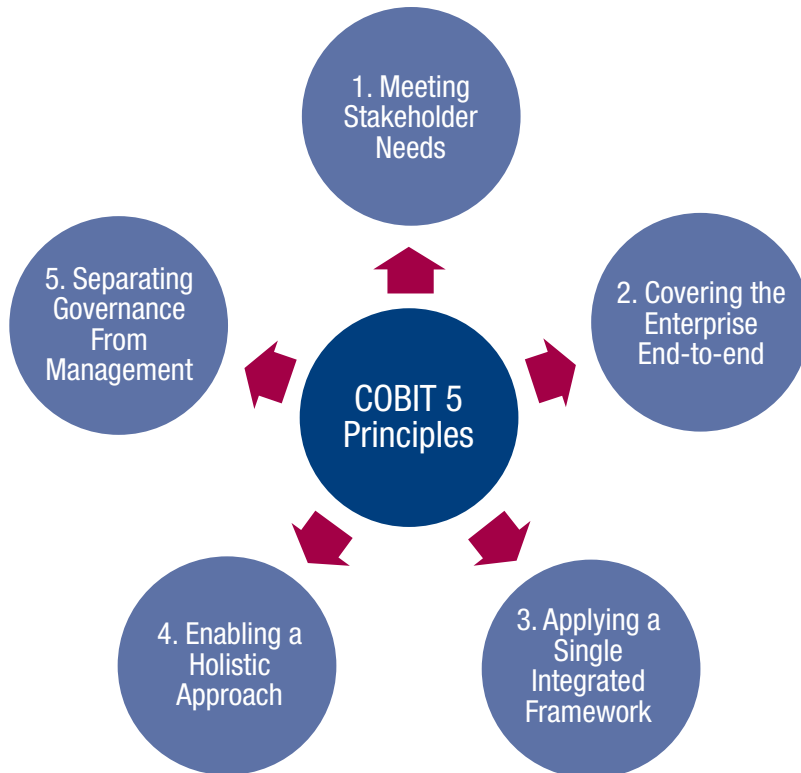 1. Meeting
Stakeholder
Needs
5. Separating
Governance
From
Management
2. Covering the
Enterprise
End-to-end
COBIT 5
Principles
4. Enabling a
Holistic
Approach
3. Applying a
Single
Integrated
Framework